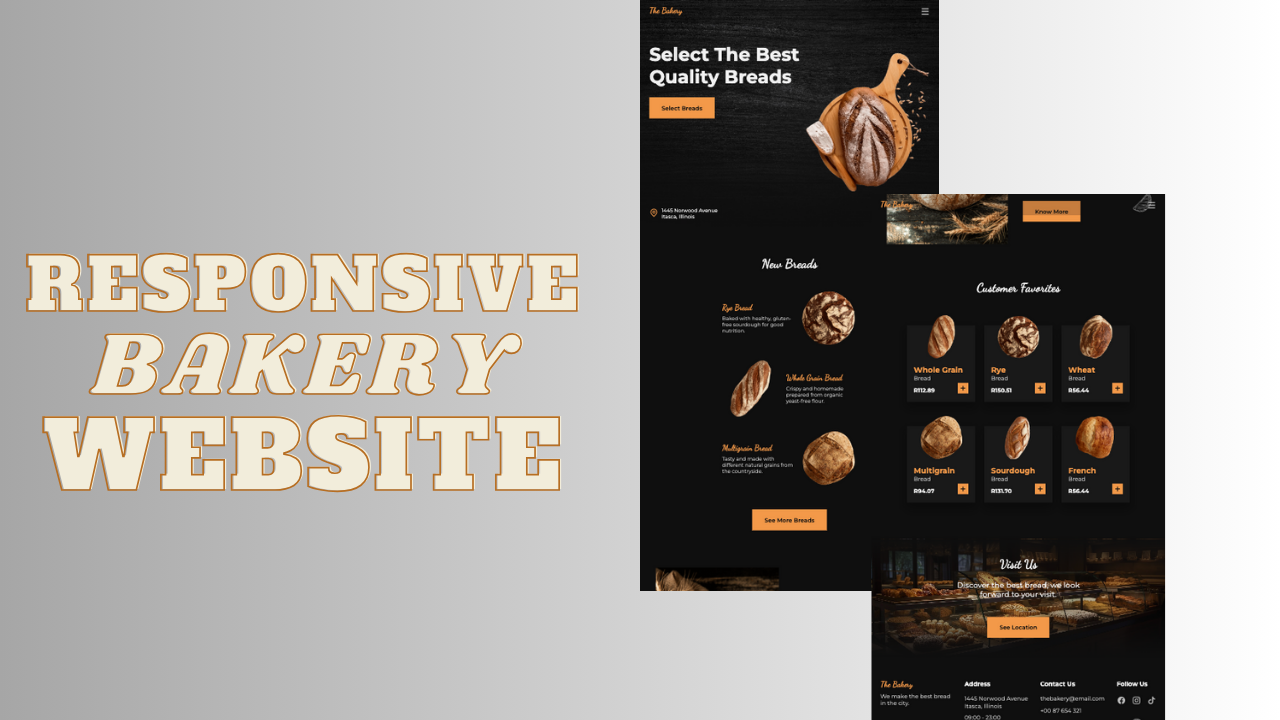 RESPONSIVE
BAKERY
WEBSITE
The Bakery
Select The Best
Quality Breads
Select Breads
1445 Norwood Avenue
Itasca, Illinois
New Breads
Rye Bread
Baked with healthy, gluten-
free sourdough for good
nutrition.
Whole Grain Bread
Crispy and homemade
prepared from organic
yeast-free flour.
Multigrain Bread
Tasty and made with
different natural grains from
the countryside.
See More Breads
The Bakery
Know More
Customer Favorites
Whole Grain
Bread
R112.89
Rye
Bread
R150.51
Wheat
Bread
R56.44
Multigrain
Bread
R94.07
Sourdough
Bread
R131.70
French
Bread
R56.44
Visit Us
Discover the best bread, we look
forward to your visit.
See Location
The Bakery
We make the best bread
in the city.
Address
1445 Norwood Avenue
Itasca, Illinois
09:00 - 23:00
Contact Us
thebakery@email.com
+00 87 654 321
Follow Us